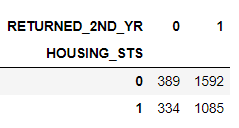 RETURNED_2ND_YR 0 1
HOUSING_STS
0 389 1592
1 334 1085